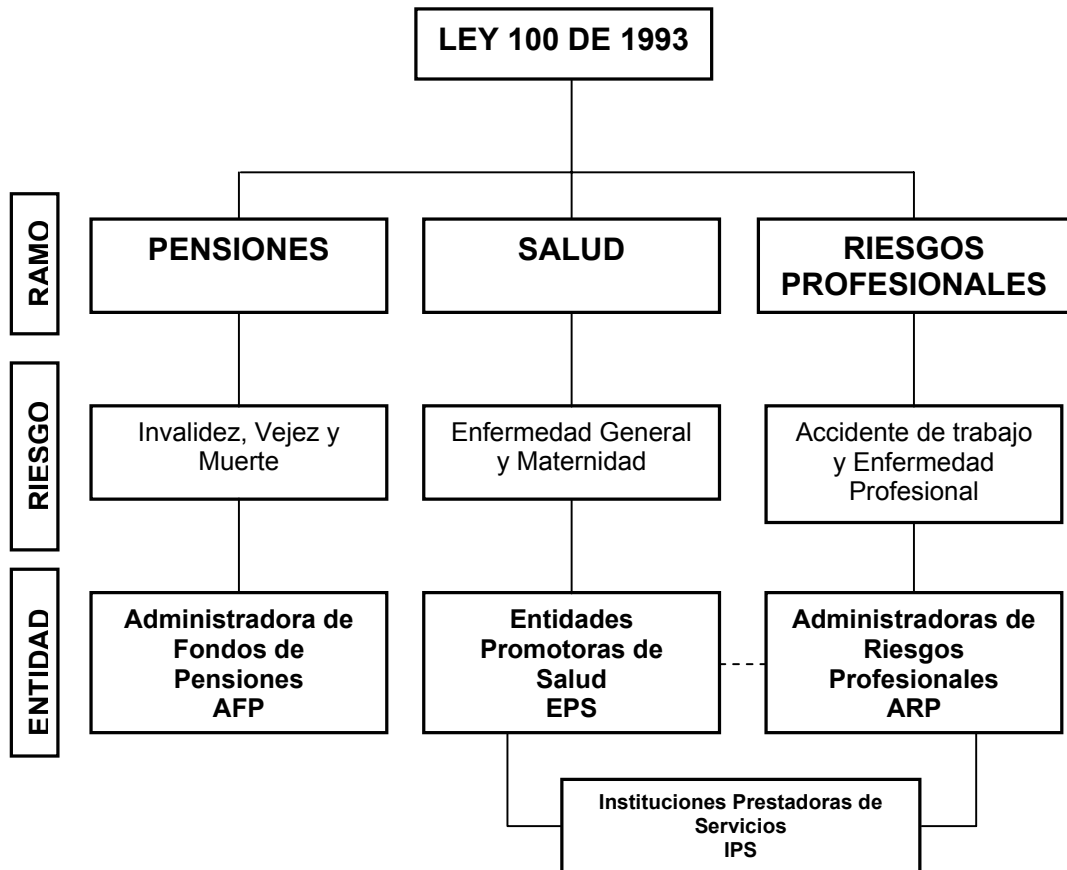 LEY 100 DE 1993
RAMO
PENSIONES
SALUD
RIESGOS
PROFESIONALES
RIESGO
Invalidez, Vejez y
Muerte
Enfermedad General
y Maternidad
Accidente de trabajo
y Enfermedad
Profesional
ENTIDAD
Administradora de
Fondos de
Pensiones
AFP
Entidades
Promotoras de
Salud
EPS
Administradoras de
Riesgos
Profesionales
ARP
Instituciones Prestadoras de
Servicios
IPS